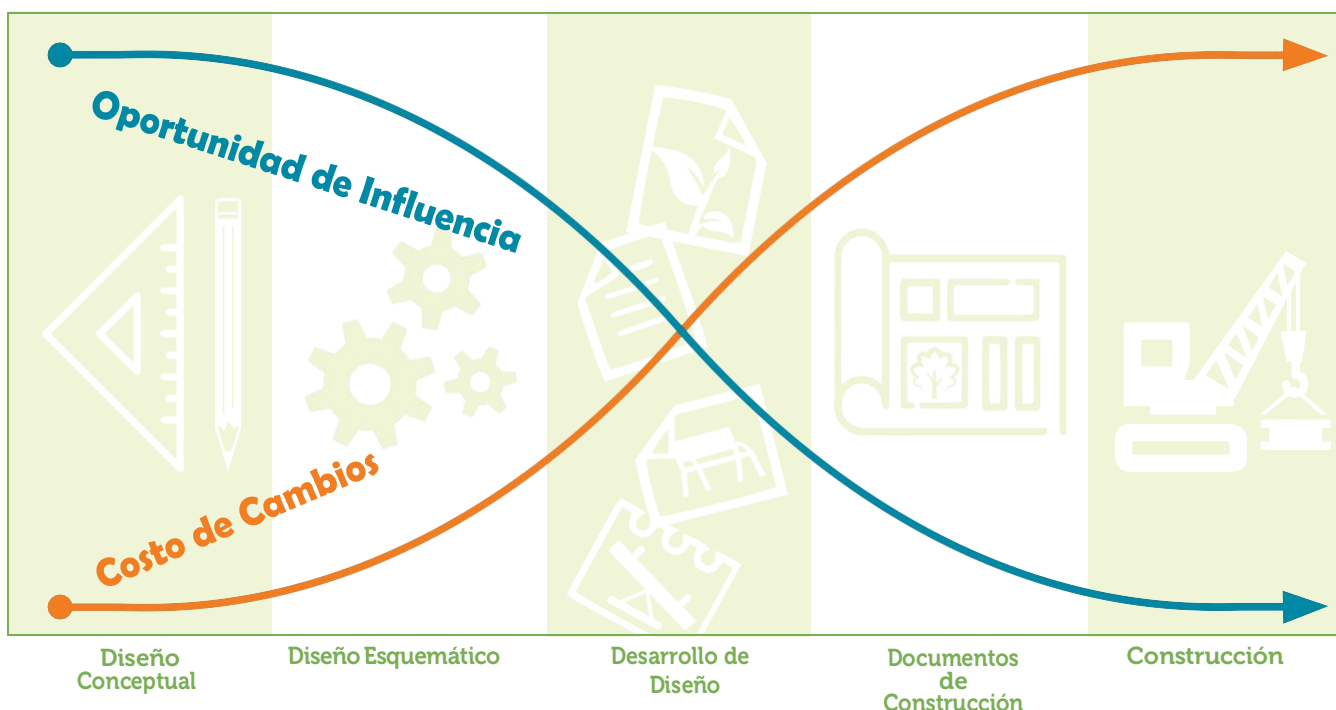 Oportunidad de Influencia
Costo de Cambios
Diseño
Conceptual
Diseño Esquemático
Desarrollo de
Diseño
Documentos
de
Construcción
Construcción